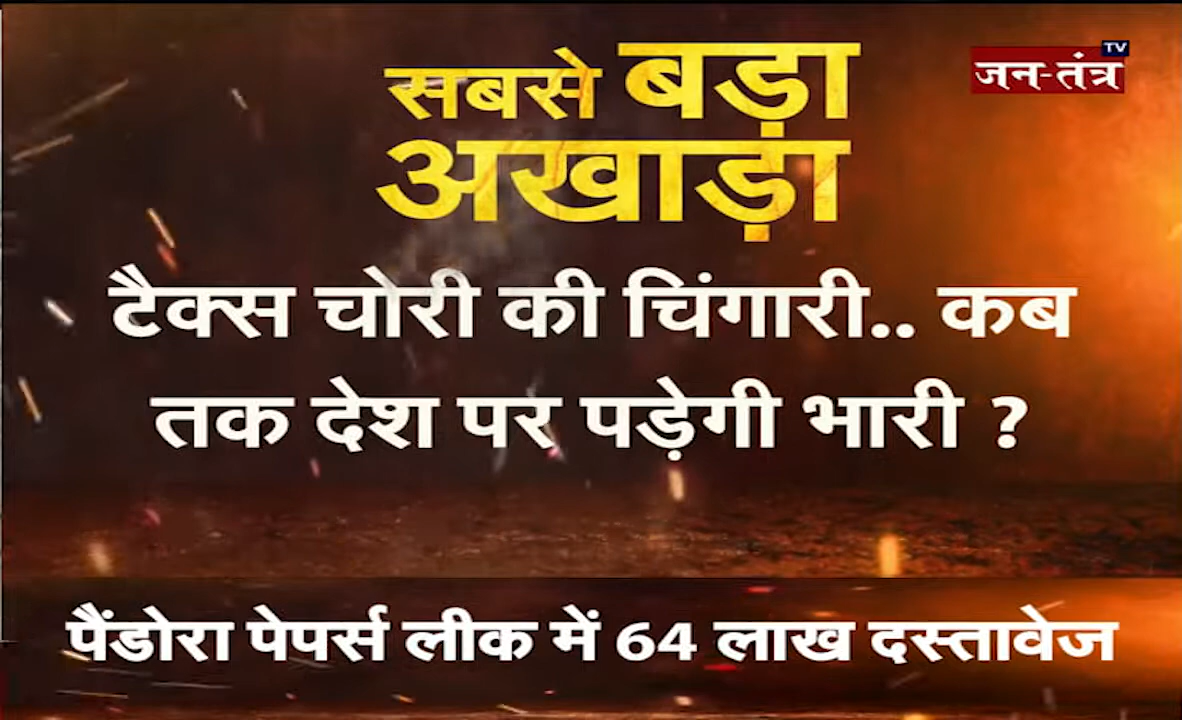 सबसे बड़ा
TV
जन-तंत्र
अखाड़ा
टैक्स चोरी की चिंगारी.. कब
तक देश पर पड़ेगी भारी ?
पैंडोरा पेपर्स लीक में 64 लाख दस्तावेज